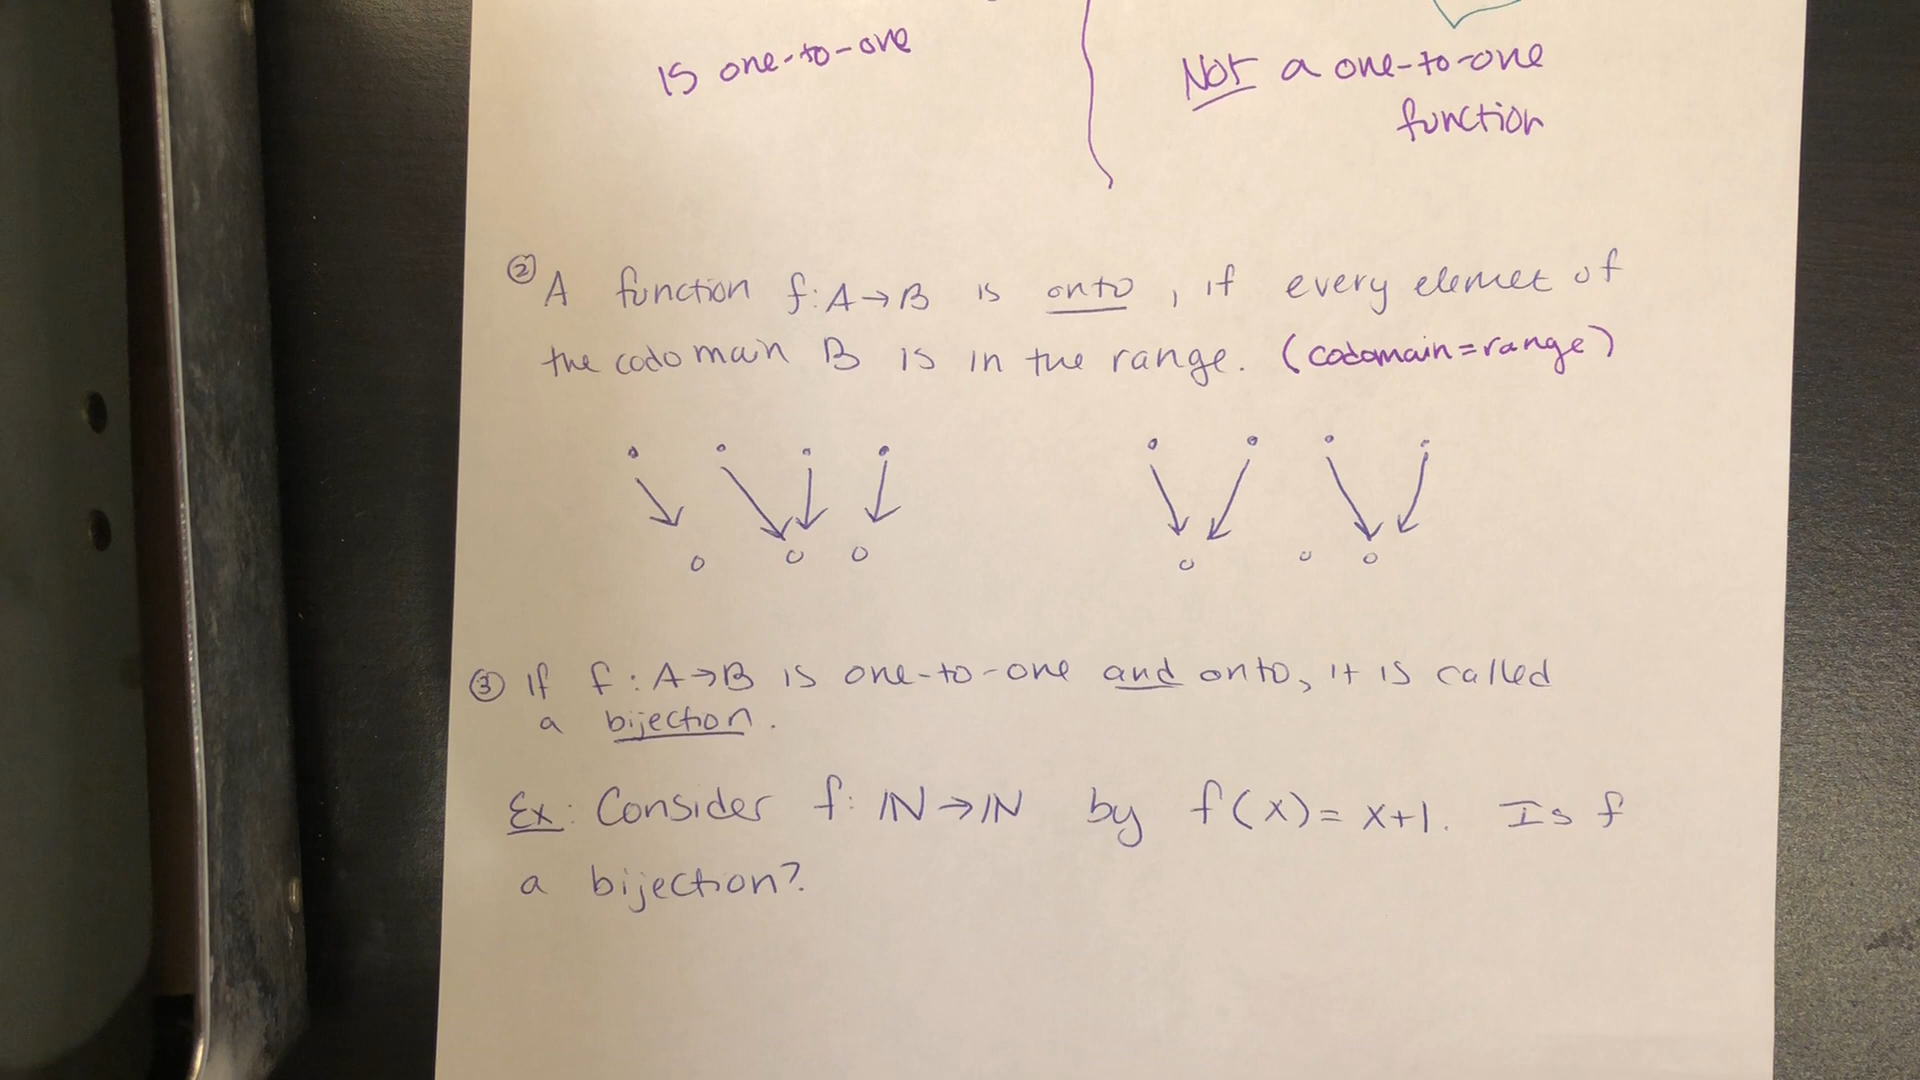 IS one-to-one
NOT a one-to-one
function
② A function f: A→B is onto, if every elemet of
the codomain B is in the range. (codomain=range)
③ If f: A→B is one-to-one and onto, it is called
a bijection.
Ex: Consider f: ℕ→ℕ by f(x)= x+1. Is f
a bijection?